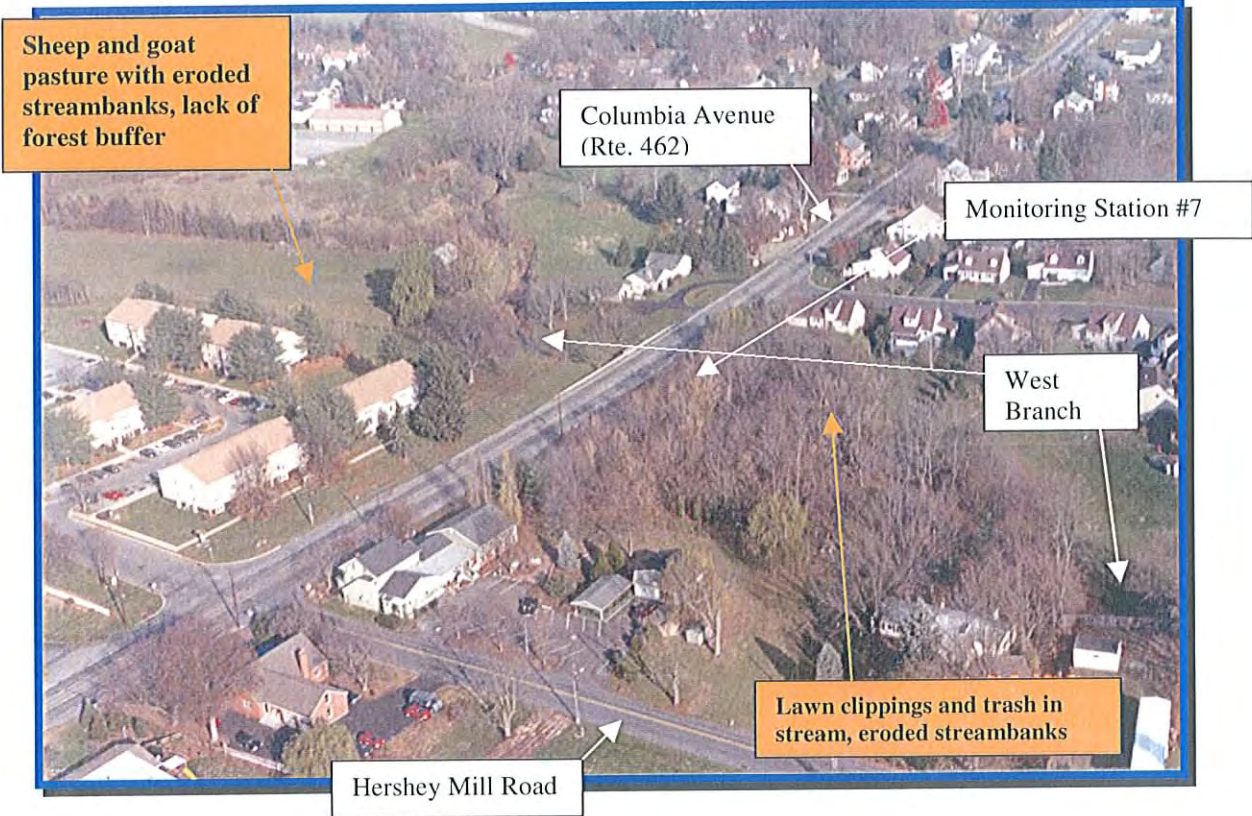 Sheep and goat
pasture with eroded
streambanks, lack of
forest buffer
Columbia Avenue
(Rte. 462)
Monitoring Station #7
West
Branch
Lawn clippings and trash in
stream, eroded streambanks
Hershey Mill Road